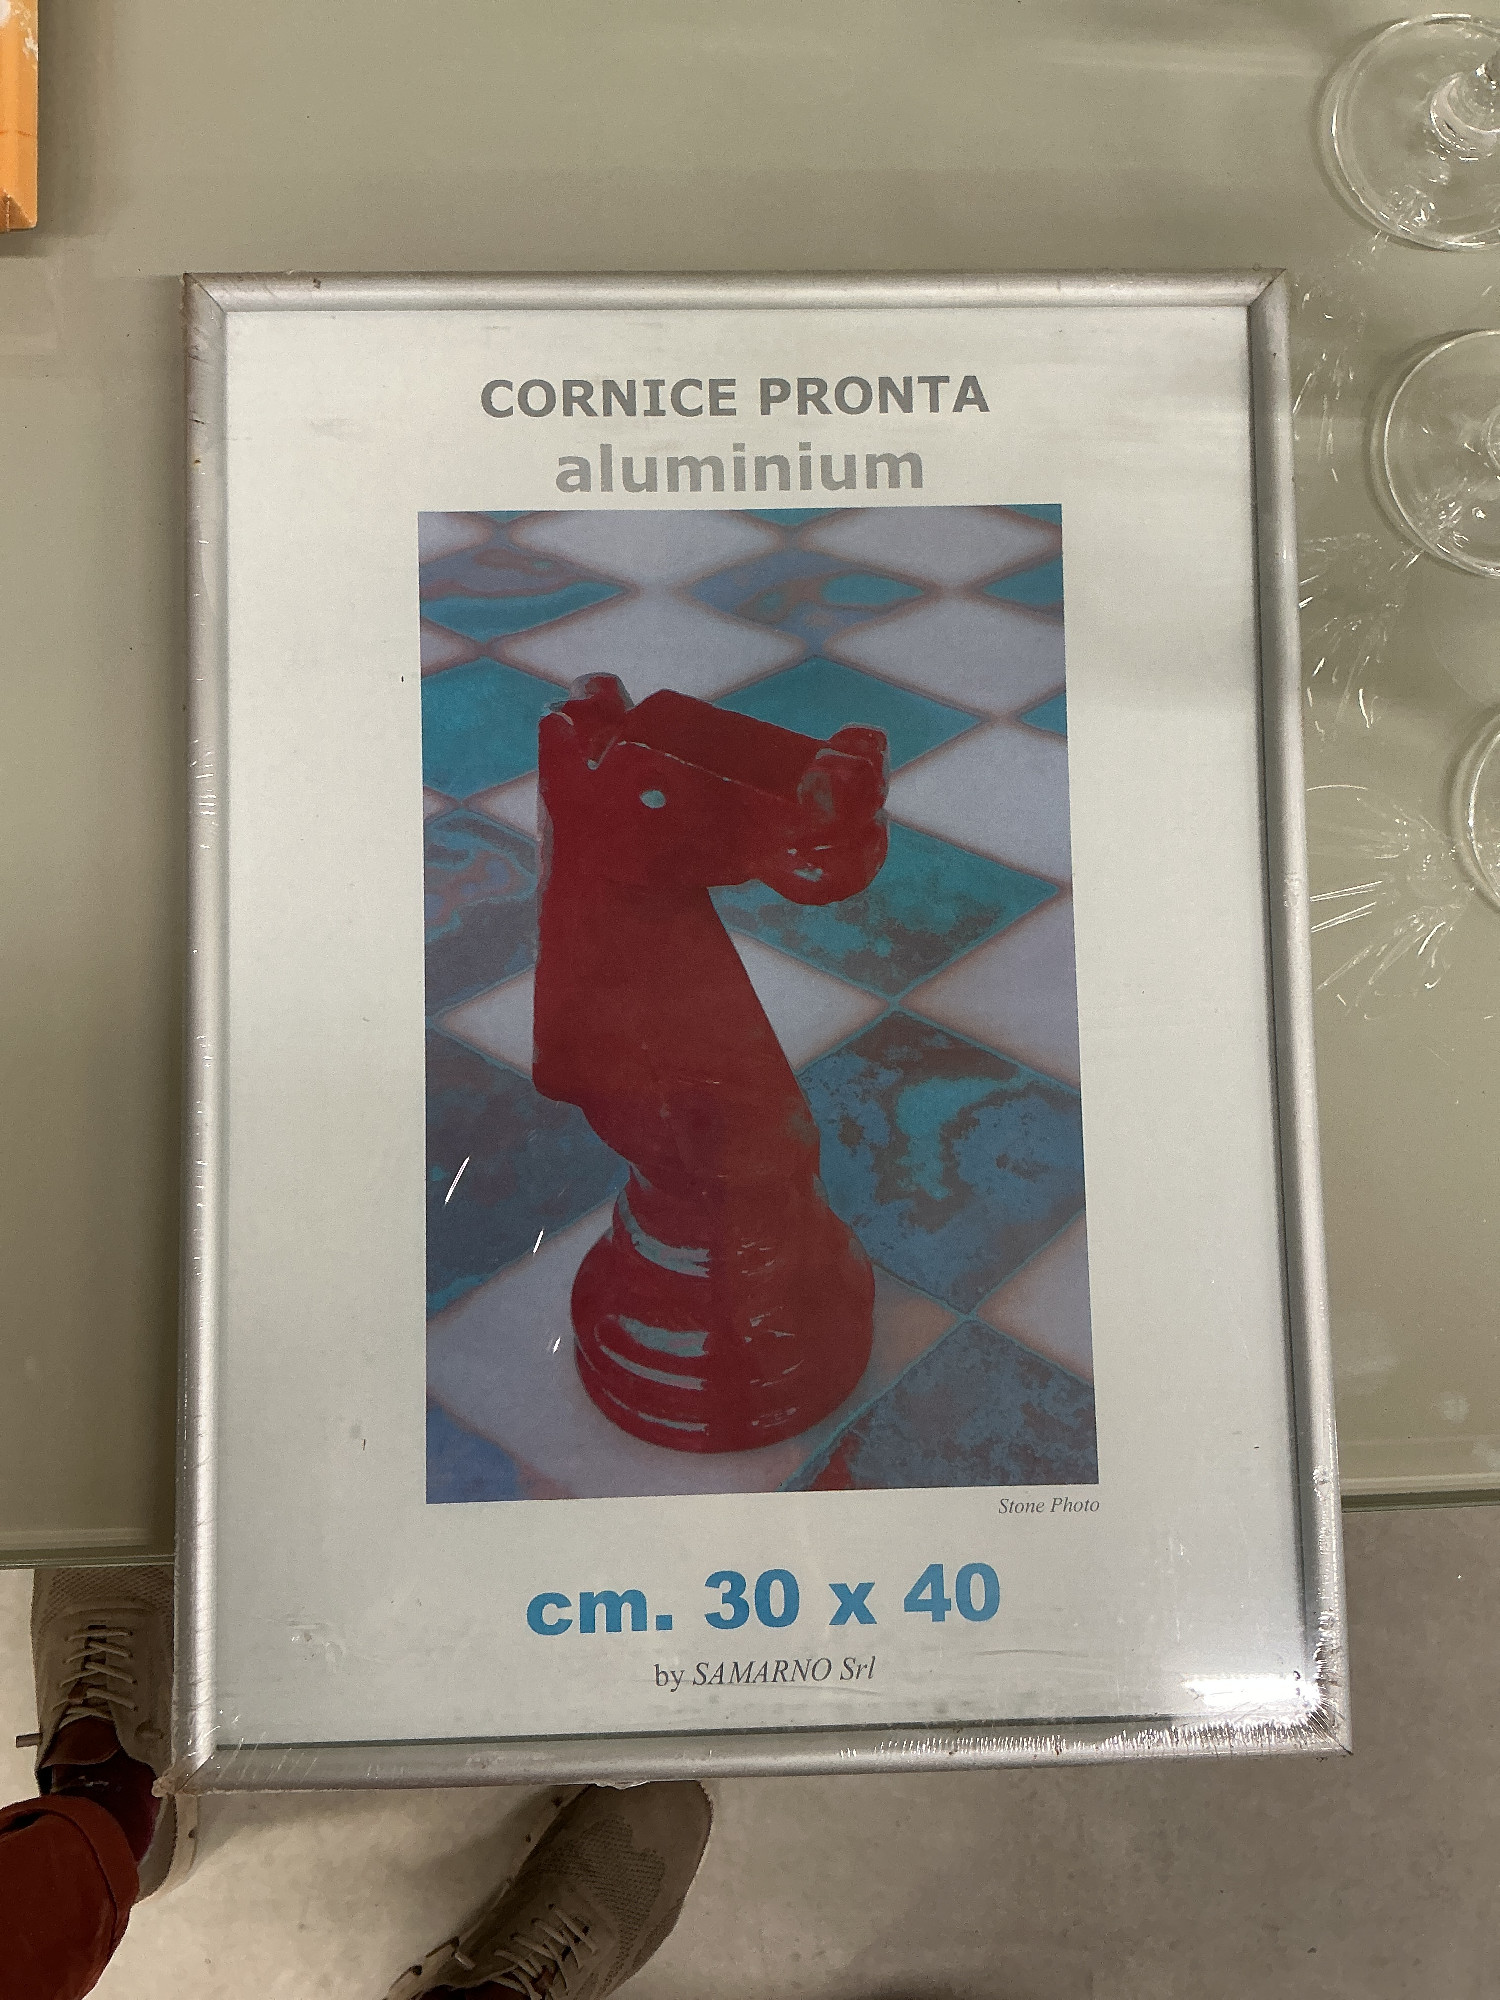 CORNICE PRONTA
aluminium
Stone Photo
cm. 30 x 40
by SAMARNO Srl